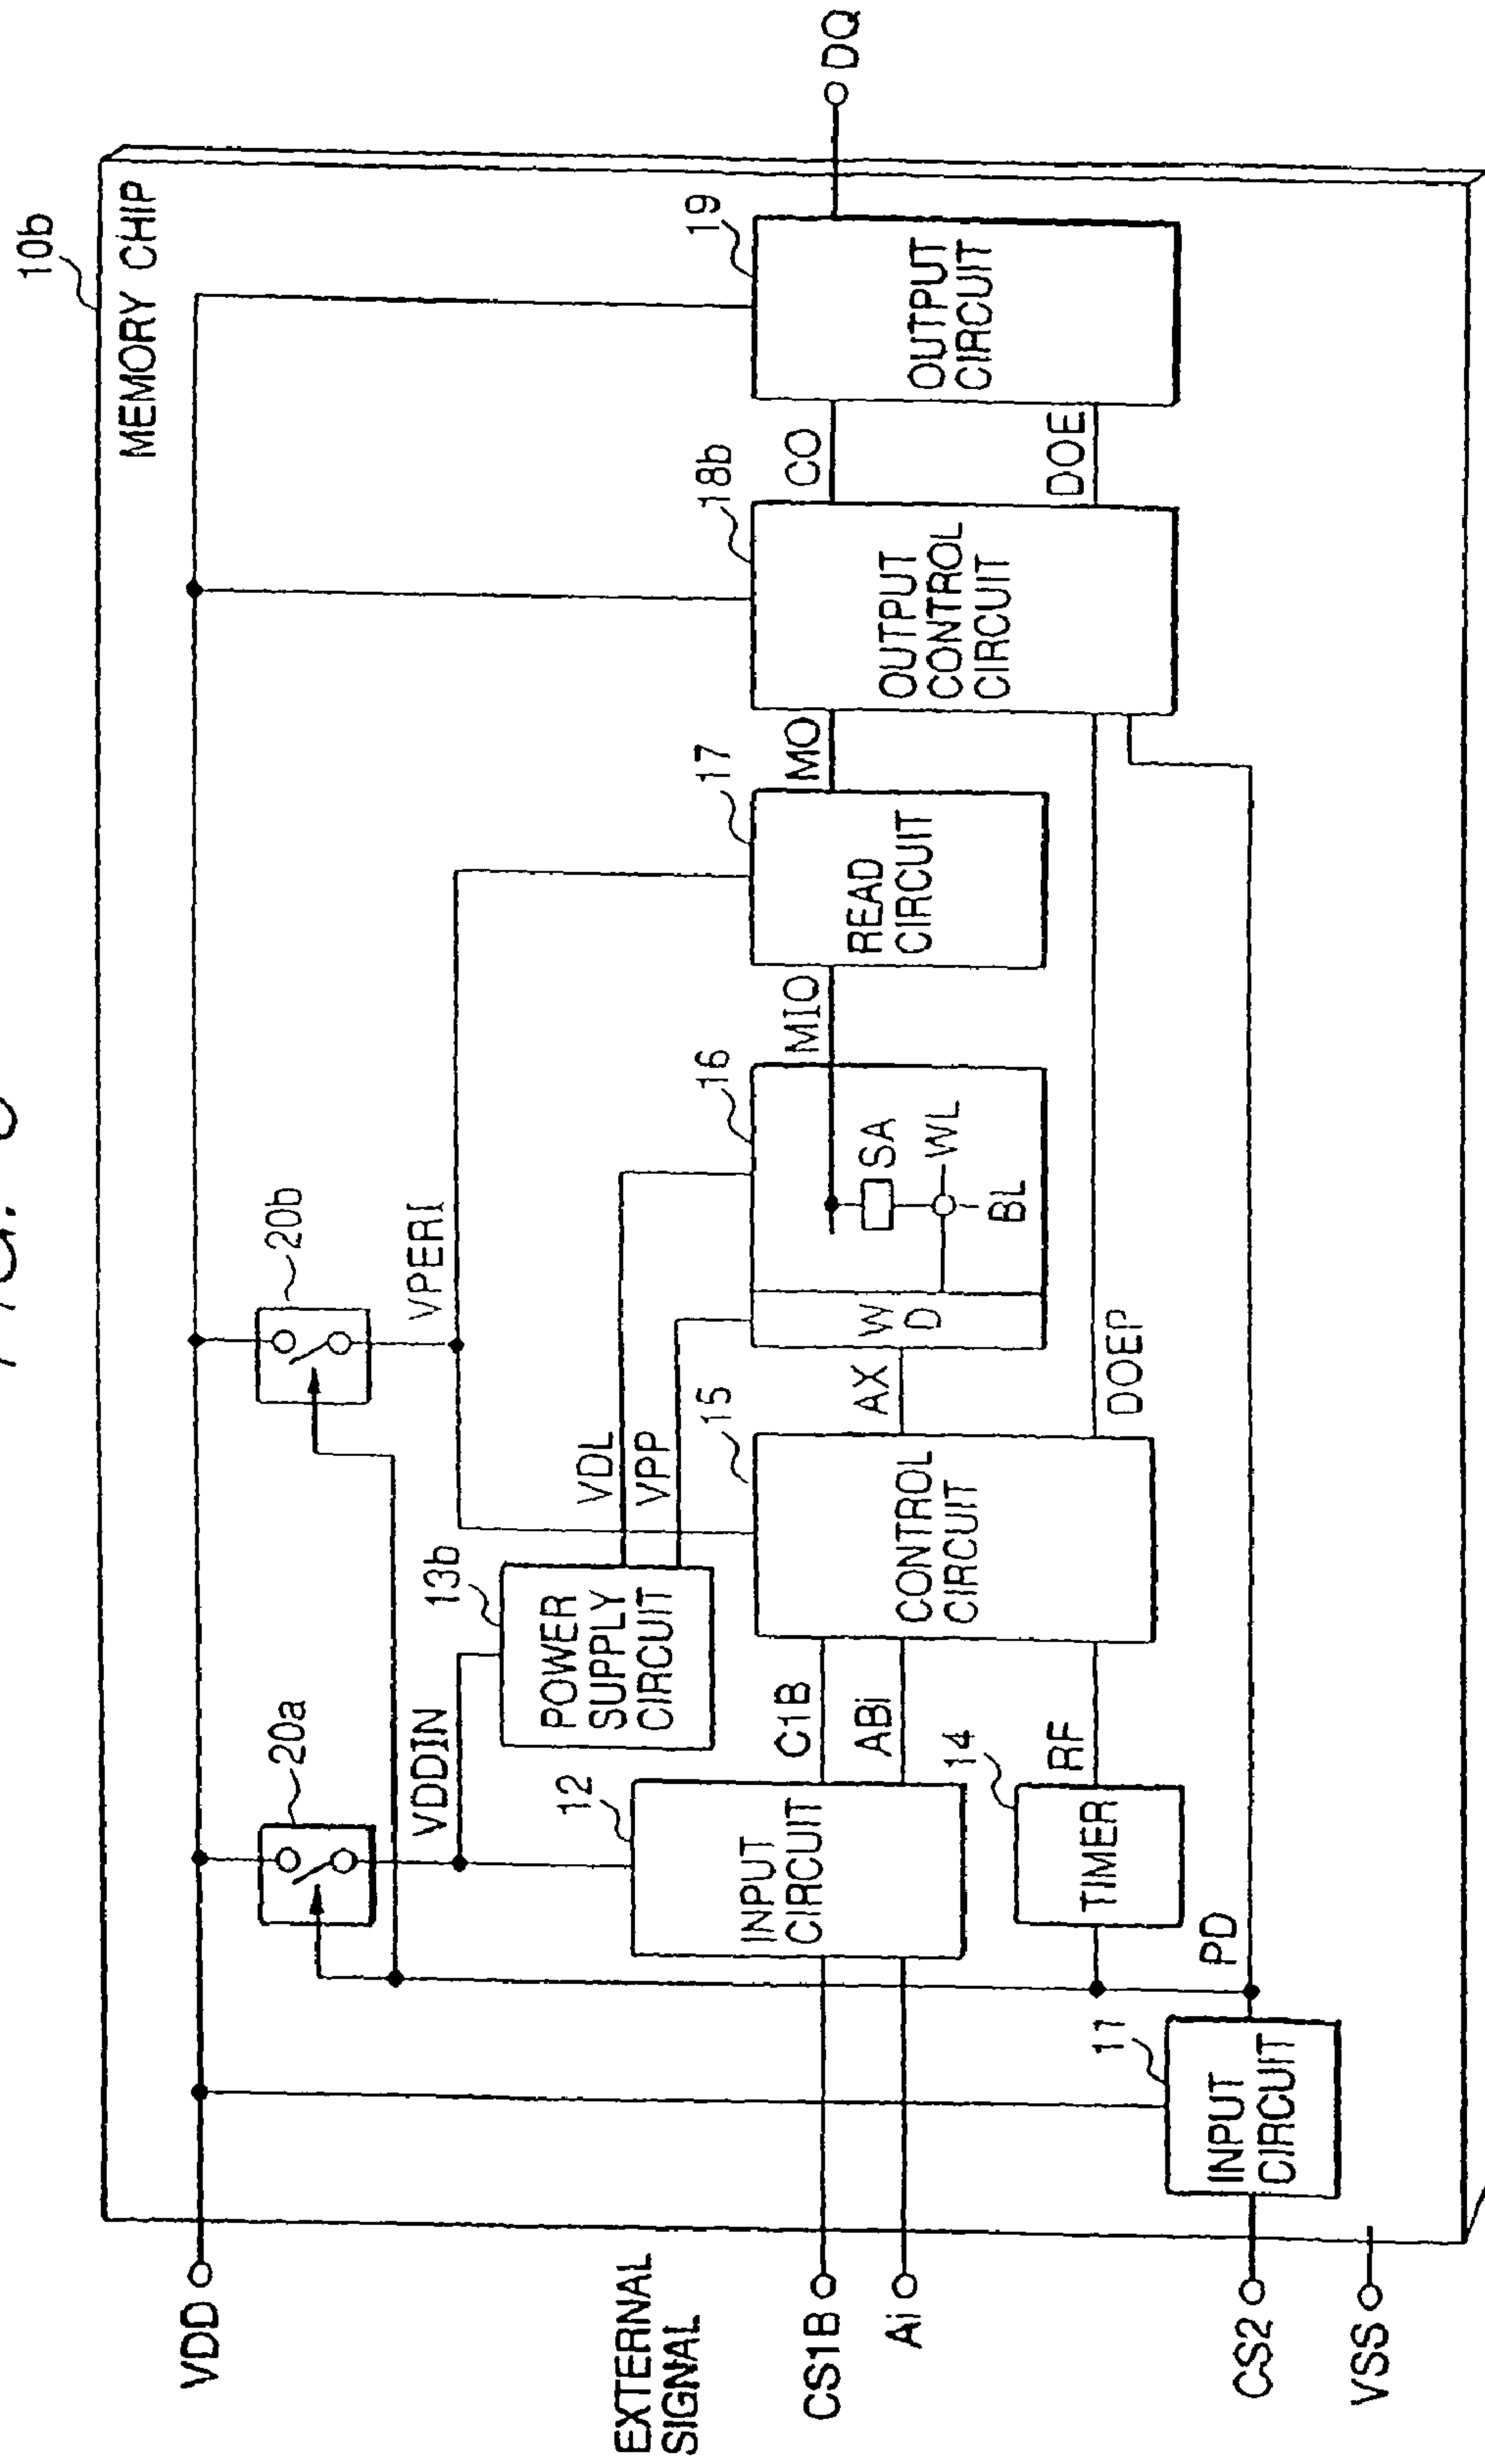 10b
MEMORY CHIP
VDD
20a
20b
VDDIN
VPERI
13b
POWER
SUPPLY
CIRCUIT
VDL
VPP
EXTERNAL
SIGNAL
CS1B
Ai
12
INPUT
CIRCUIT
C1B
ABi
14
TIMER
RF
15
CONTROL
CIRCUIT
AX
DOEP
16
W
D
SA
WL
BL
MIO
17
READ
CIRCUIT
MO
18b
OUTPUT
CONTROL
CIRCUIT
CO
DOE
19
OUTPUT
CIRCUIT
DQ
11
INPUT
CIRCUIT
PD
CS2
VSS